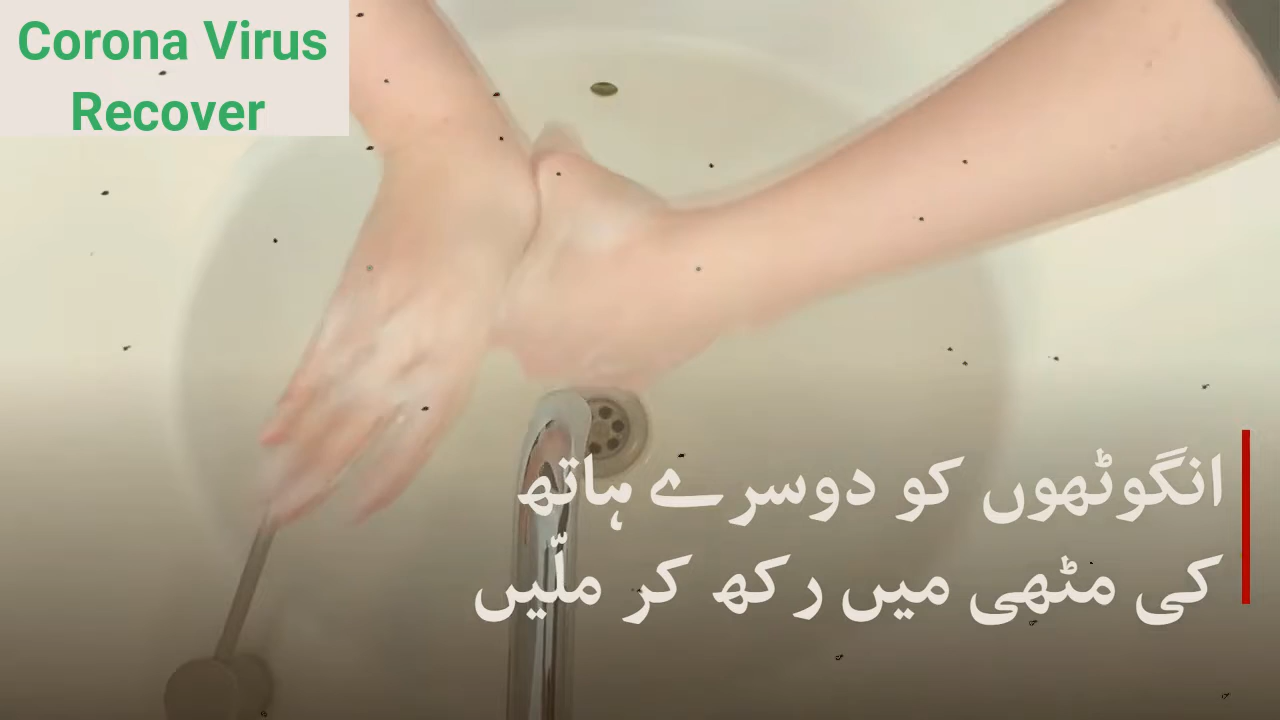 Corona Virus
Recover
انگوٹھوں کو دوسرے ہاتھ
کی مٹھی میں رکھ کر ملّیں